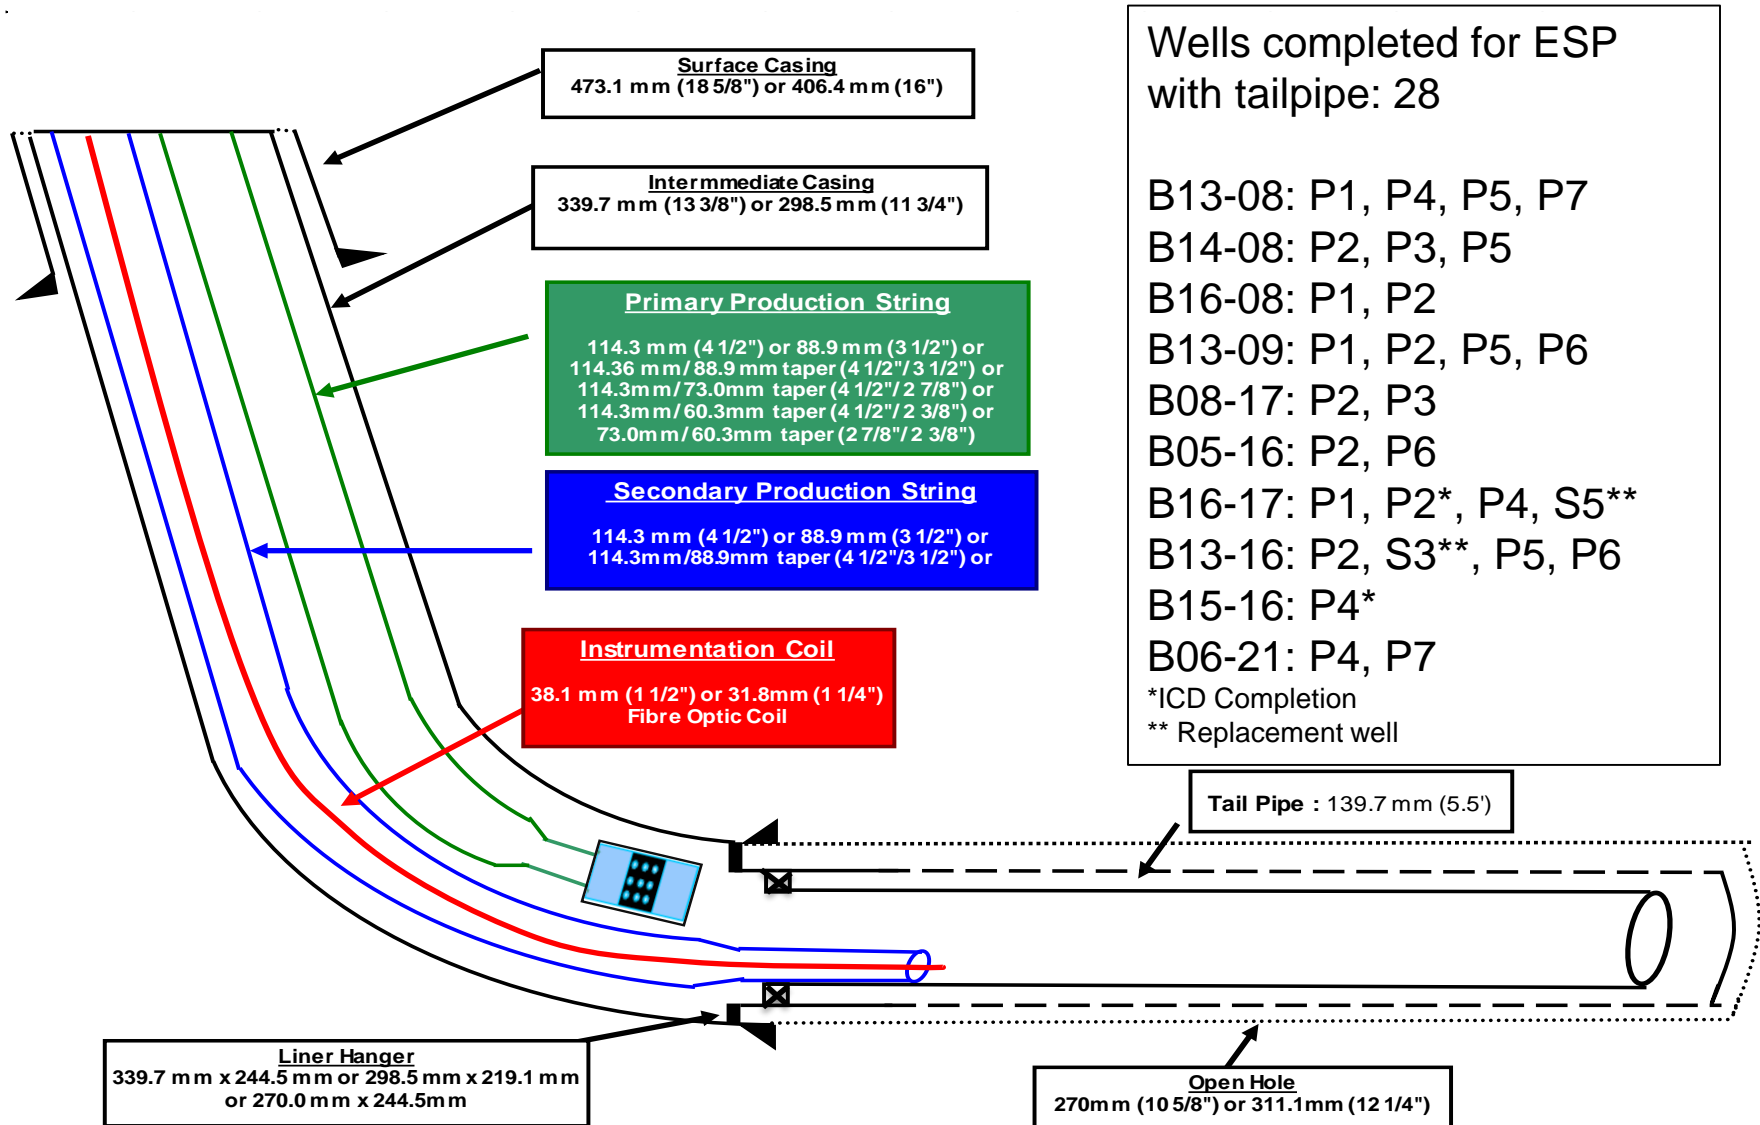 Surface Casing
473.1 mm (18 5/8") or 406.4 mm (16")
Intermmediate Casing
339.7 mm (13 3/8") or 298.5 mm (11 3/4")
Primary Production String
114.3 mm (4 1/2") or 88.9 mm (3 1/2") or
114.36 mm/ 88.9 mm taper (4 1/2"/ 3 1/2") or
114.3mm/ 73.0mm taper (4 1/2"/ 2 7/8") or
114.3mm/ 60.3mm taper (4 1/2"/ 2 3/8") or
73.0mm/ 60.3mm taper (2 7/8"/ 2 3/8")
Secondary Production String
114.3 mm (4 1/2") or 88.9 mm (3 1/2") or
114.3mm/88.9mm taper (4 1/2"/3 1/2") or
Instrumentation Coil
38.1 mm (1 1/2") or 31.8mm (1 1/4")
Fibre Optic Coil
Wells completed for ESP
with tailpipe: 28
B13-08: P1, P4, P5, P7
B14-08: P2, P3, P5
B16-08: P1, P2
B13-09: P1, P2, P5, P6
B08-17: P2, P3
B05-16: P2, P6
B16-17: P1, P2*, P4, S5**
B13-16: P2, S3**, P5, P6
B15-16: P4*
B06-21: P4, P7
*ICD Completion
** Replacement well
Tail Pipe : 139.7 mm (5.5')
Liner Hanger
339.7 mm x 244.5 mm or 298.5 mm x 219.1 mm
or 270.0 mm x 244.5mm
Open Hole
270mm (10 5/8") or 311.1mm (12 1/4")